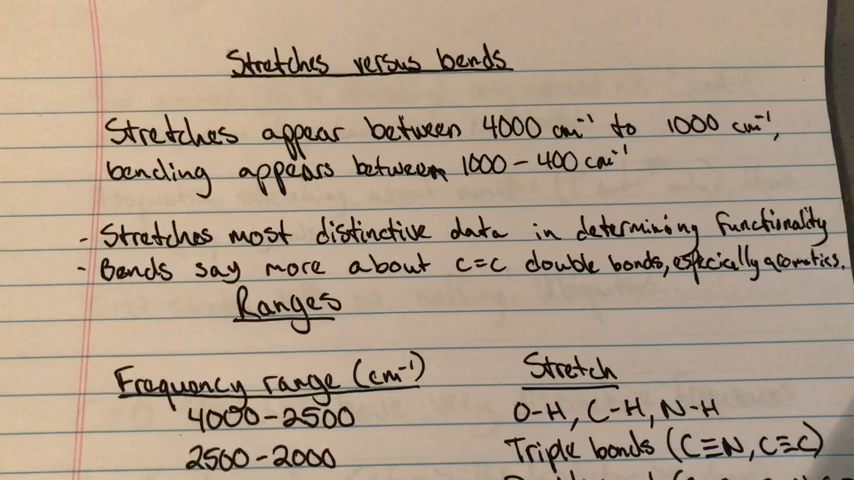 Stretches versus bends
Stretches appear between 4000 cm⁻¹ to 1000 cm⁻¹,
bending appears between 1000 - 400 cm⁻¹
- Stretches most distinctive data in determining functionality
- Bends say more about C=C double bonds, especially aromatics.
Ranges
Frequency range (cm⁻¹) Stretch
4000-2500 O-H, C-H, N-H
2500-2000 Triple bonds (C≡N, C≡C)